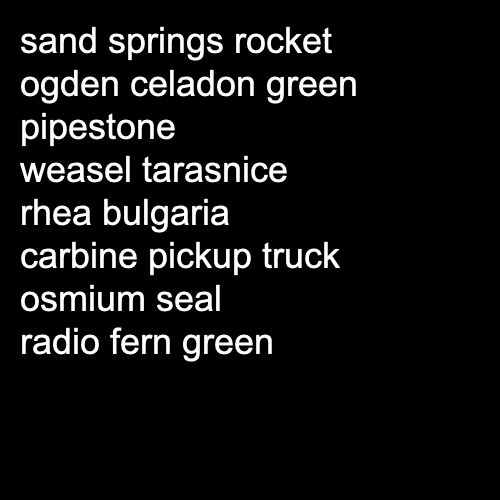 sand springs rocket
ogden celadon green
pipestone
weasel tarasnice
rhea bulgaria
carbine pickup truck
osmium seal
radio fern green